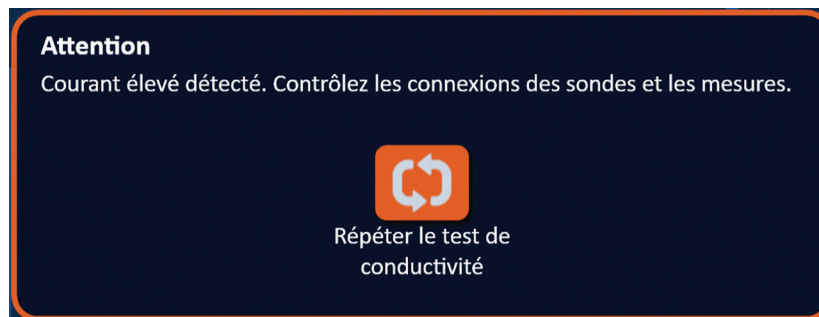 Attention
Courant élevé détecté. Contrôlez les connexions des sondes et les mesures.
Répéter le test de
conductivité